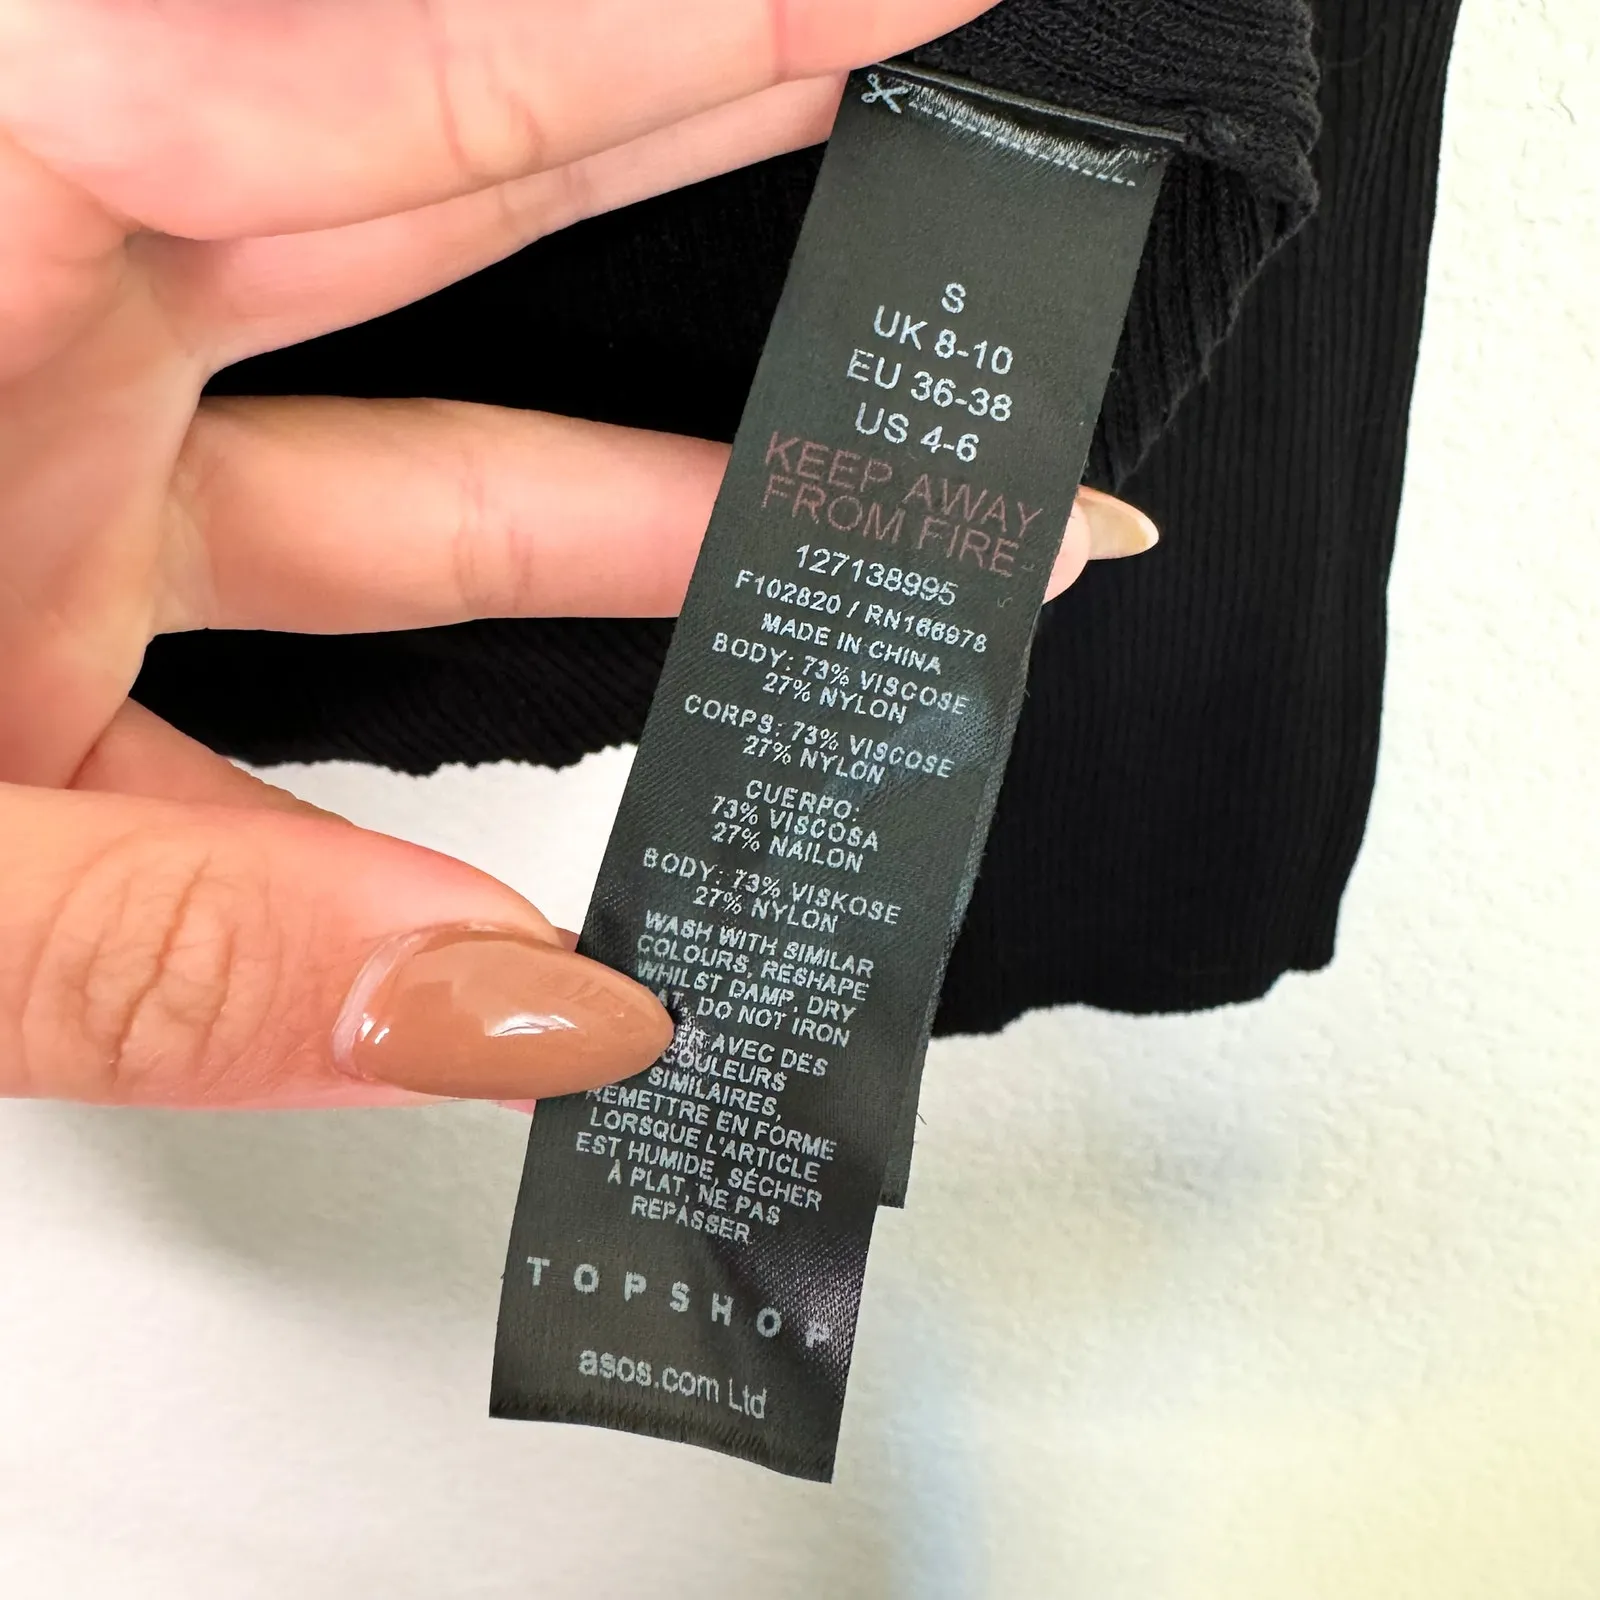 S
UK 8-10
EU 36-38
US 4-6
KEEP AWAY
FROM FIRE
127138995
F102820 / RN166978
MADE IN CHINA
BODY: 73% VISCOSE
27% NYLON
CORPS: 73% VISCOSE
27% NYLON
CUERPO:
73% VISCOSA
27% NAILON
BODY: 73% VISKOSE
27% NYLON
WASH WITH SIMILAR
COLOURS, RESHAPE
WHILST DAMP, DRY
DO NOT IRON
AVEC DES
COULEURS
SIMILAIRES,
REMETTRE EN FORME
LORSQUE L'ARTICLE
EST HUMIDE, SÉCHER
À PLAT, NE PAS
REPASSER
TOPSHOP
asos.com Ltd